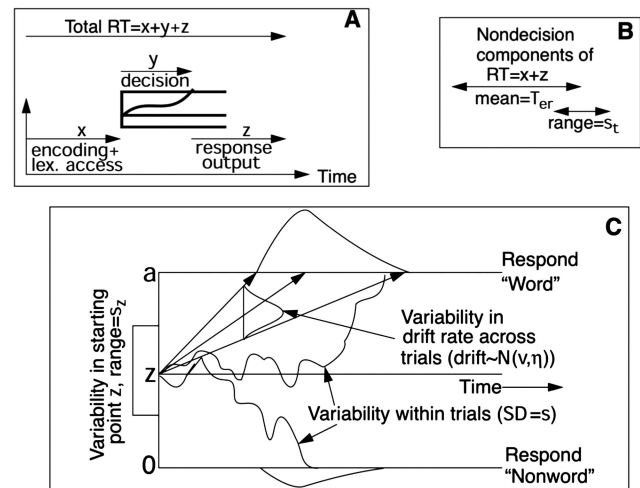 A
Total RT=x+y+z
y
decision
x
encoding+
lex. access
z
response
output
Time
B
Nondecision
components of
RT=x+z
mean=Ter
range=st
C
Variability in starting
point z, range=sz
a
z
0
Respond
“Word”
Variability in
drift rate across
trials (drift~N(v,η))
Time
Variability within trials (SD=s)
Respond
“Nonword”